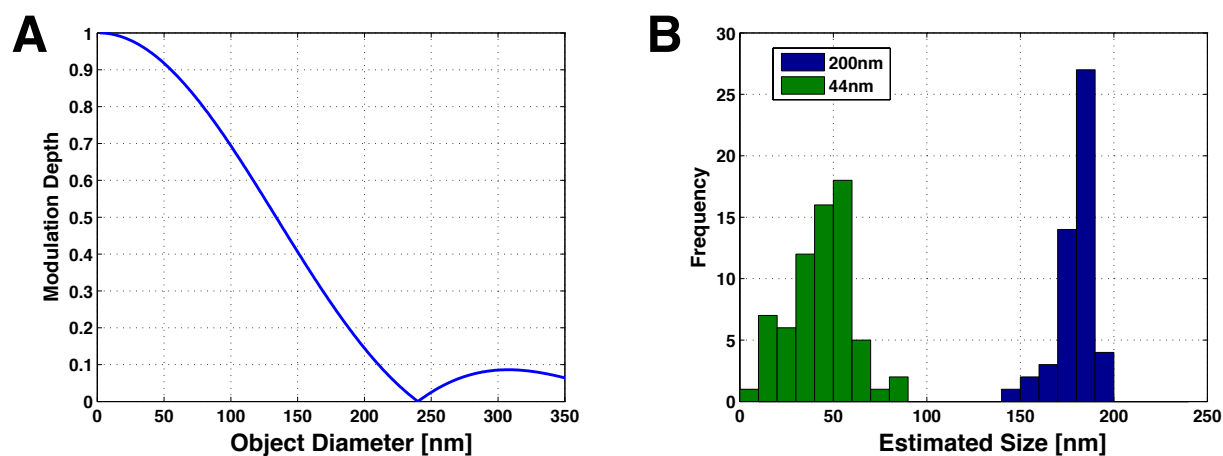 A
1
0.9
0.8
0.7
0.6
0.5
0.4
0.3
0.2
0.1
0
Modulation Depth
0 50 100 150 200 250 300 350
Object Diameter [nm]
B
30
25
20
15
10
5
0
Frequency
200nm
44nm
0 50 100 150 200 250
Estimated Size [nm]